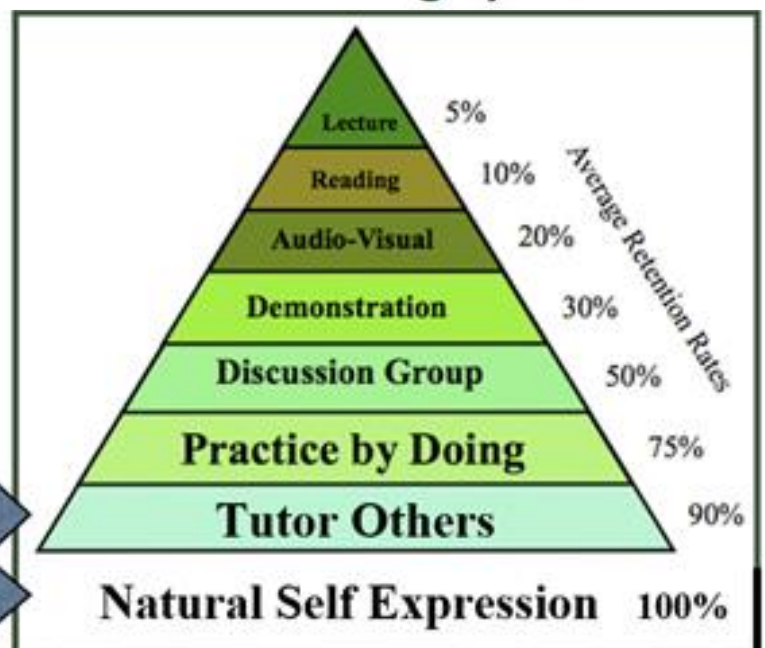 Lecture 5%
Reading 10%
Audio-Visual 20%
Demonstration 30%
Discussion Group 50%
Practice by Doing 75%
Tutor Others 90%
Natural Self Expression 100%
Average Retention Rates